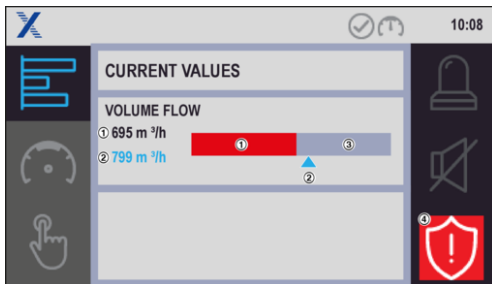 X
10:08
CURRENT VALUES
VOLUME FLOW
① 695 m ³/h
② 799 m ³/h
① ③
②
④
!